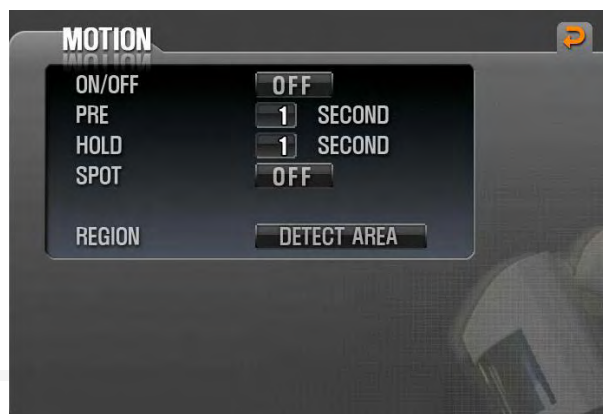 MOTION
ON/OFF OFF
PRE 1 SECOND
HOLD 1 SECOND
SPOT OFF
REGION DETECT AREA